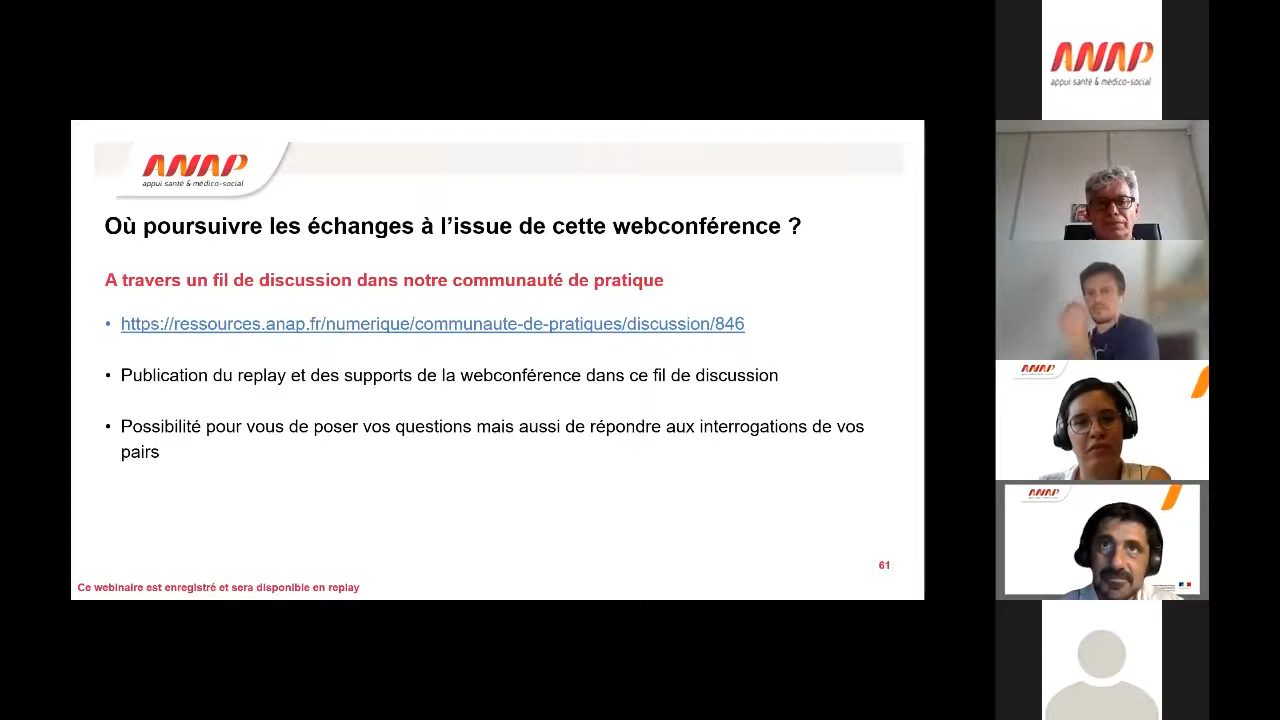 ANAP
appui santé & médico-social
Où poursuivre les échanges à l'issue de cette webconférence ?
A travers un fil de discussion dans notre communauté de pratique
• https://ressources.anap.fr/numerique/communaute-de-pratiques/discussion/846
• Publication du replay et des supports de la webconférence dans ce fil de discussion
• Possibilité pour vous de poser vos questions mais aussi de répondre aux interrogations de vos
pairs
61
Ce webinaire est enregistré et sera disponible en replay
ANAP
appui santé & médico-social
ANAP
ANAP